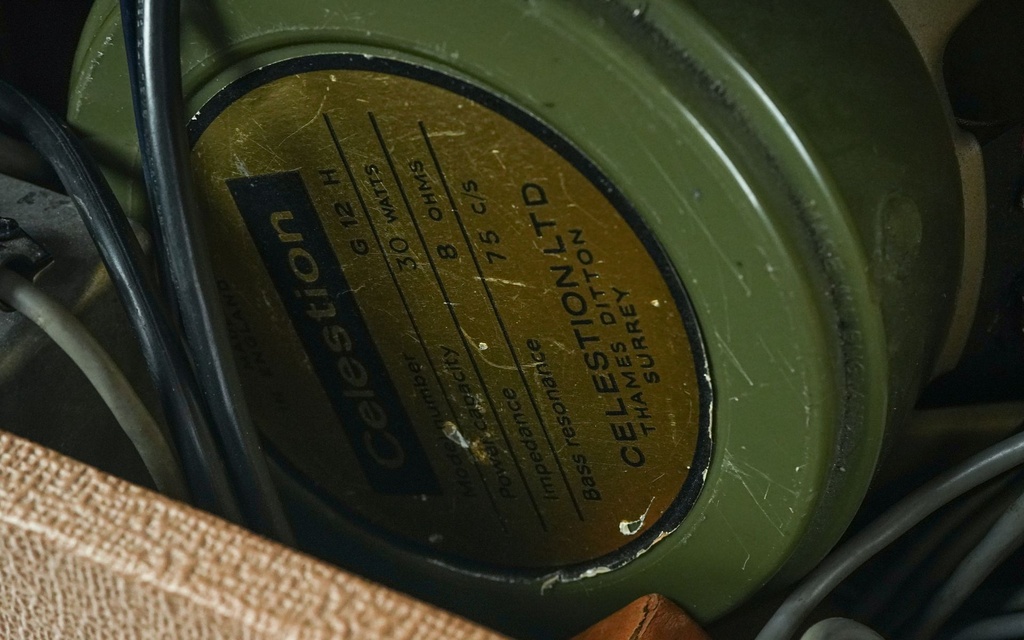 Celestion
Model number G 12 H
Power capacity 30 WATTS
Impedance 8 OHMS
Bass resonance 75 C/S
CELESTION LTD
THAMES DITTON
SURREY
ENGLAND